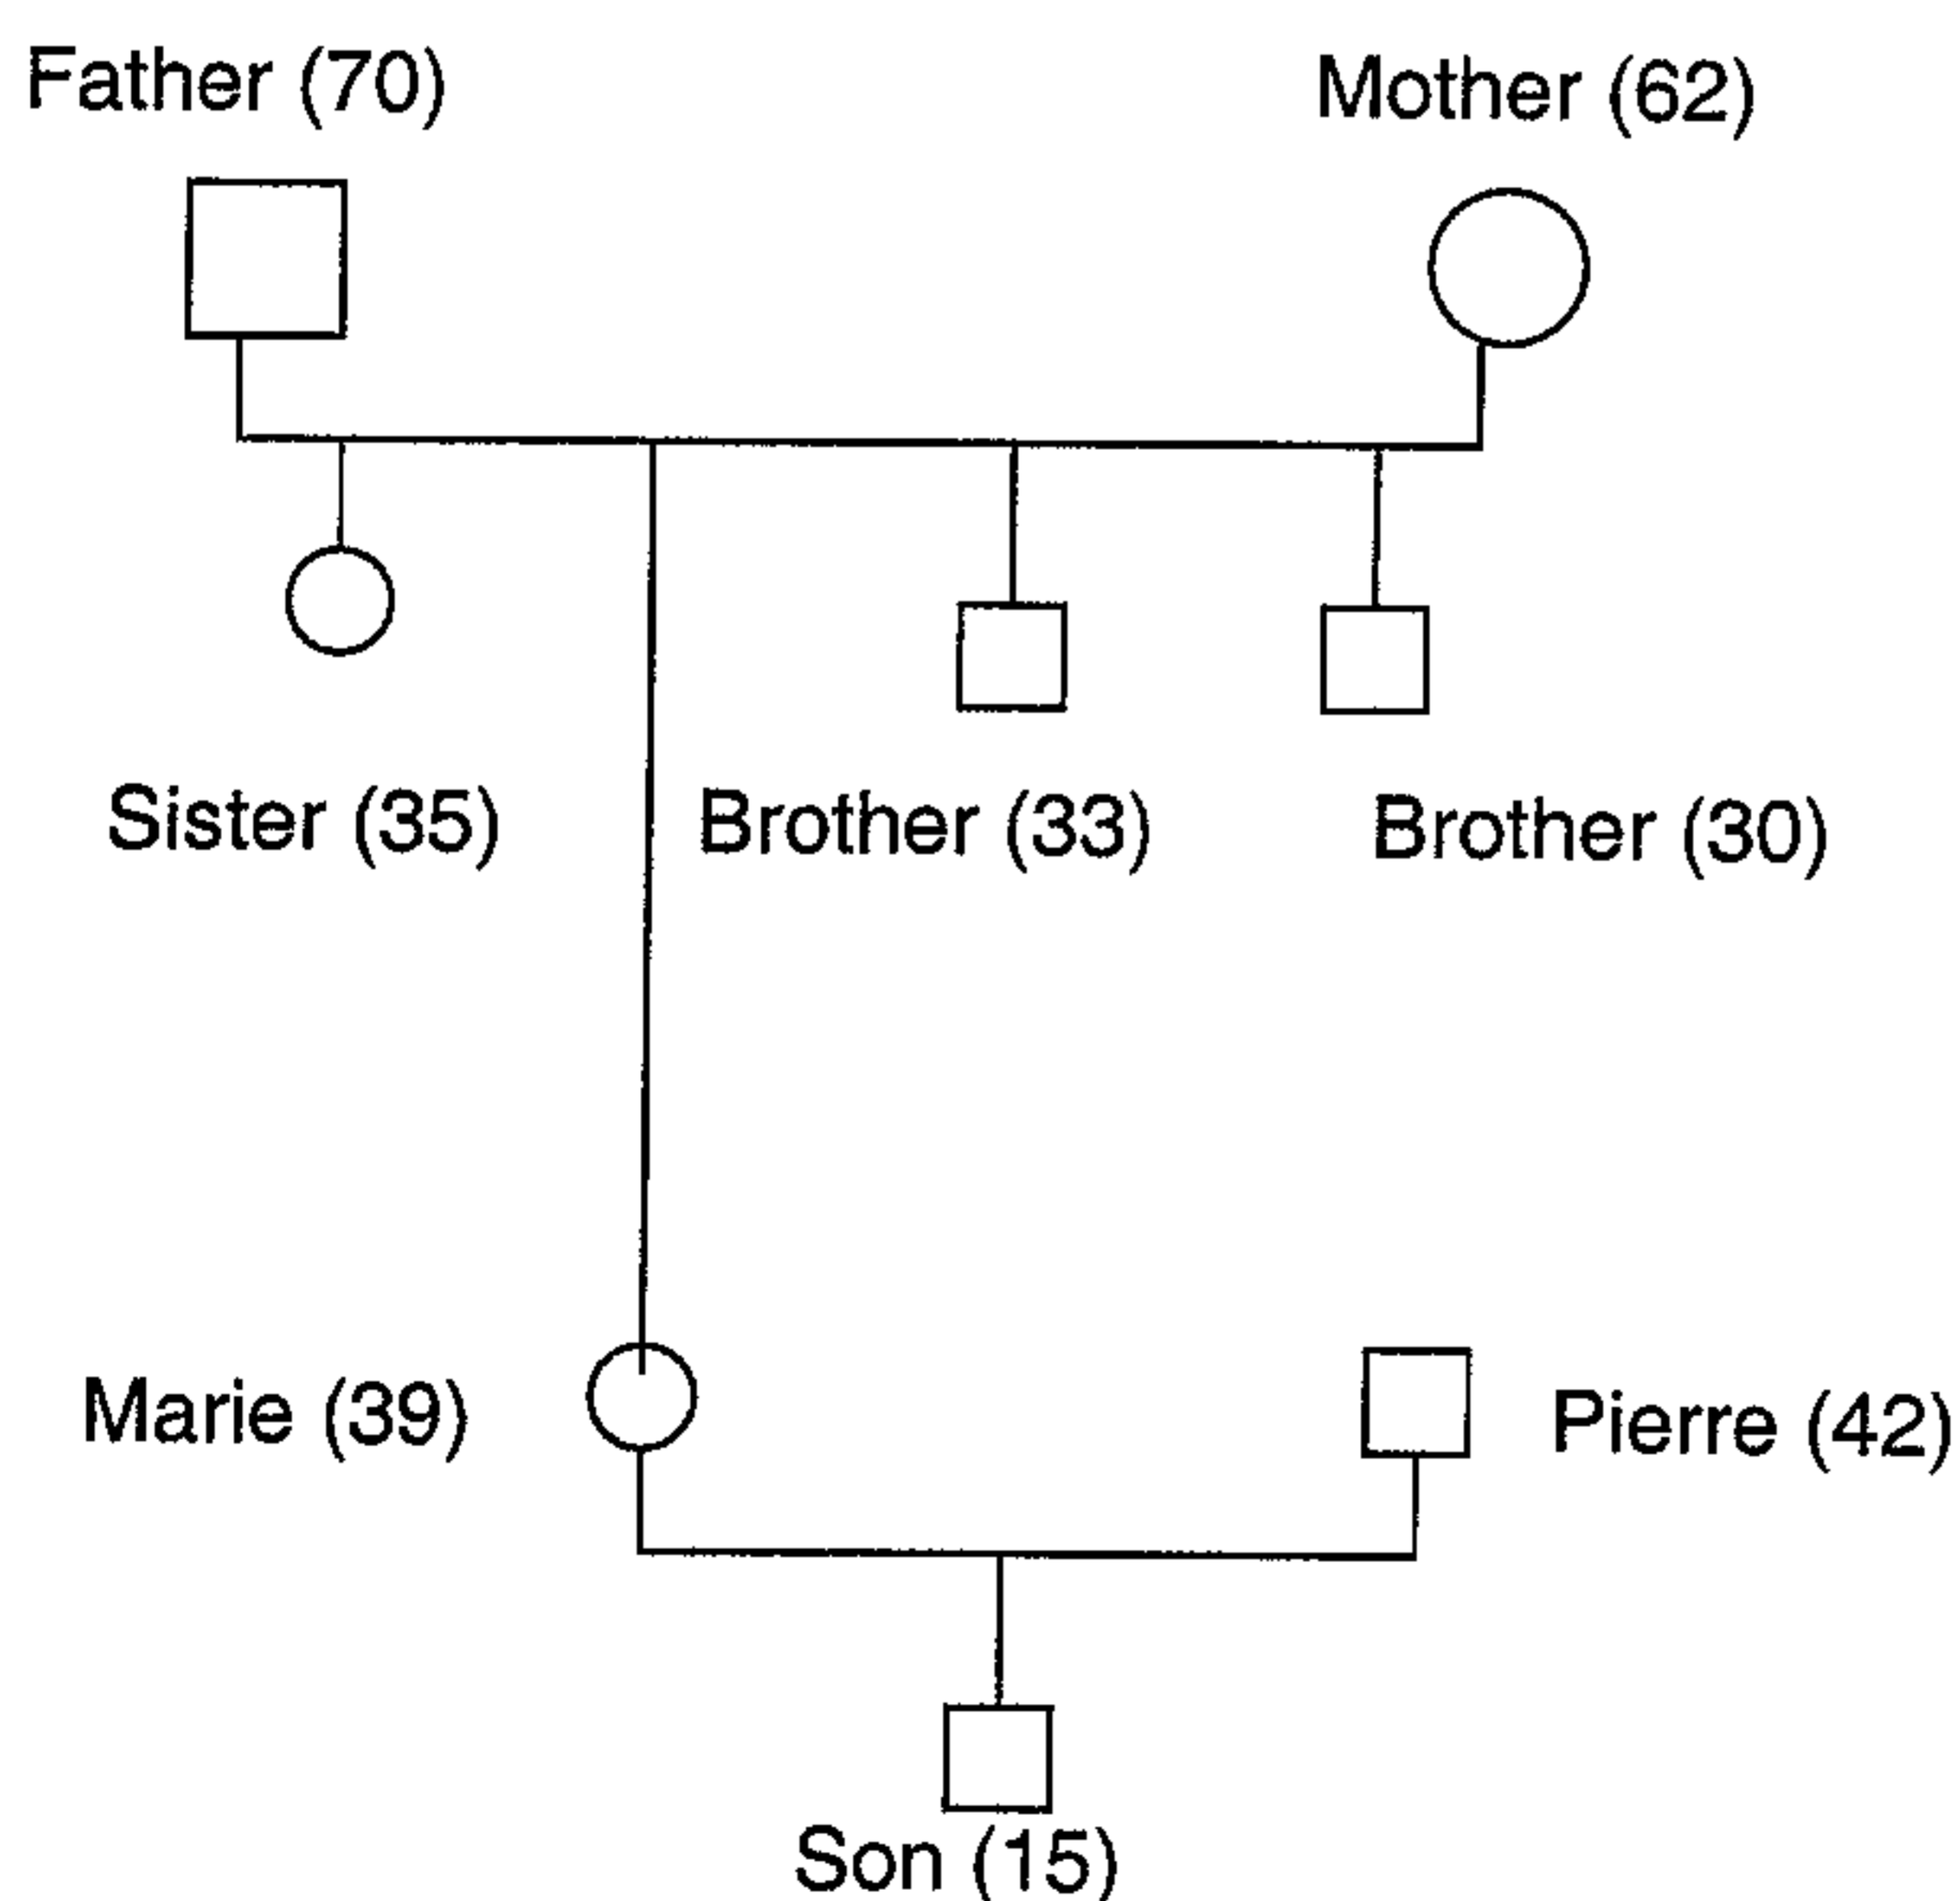 Father (70)
Mother (62)
Sister (35)
Brother (33)
Brother (30)
Marie (39)
Pierre (42)
Son (15)